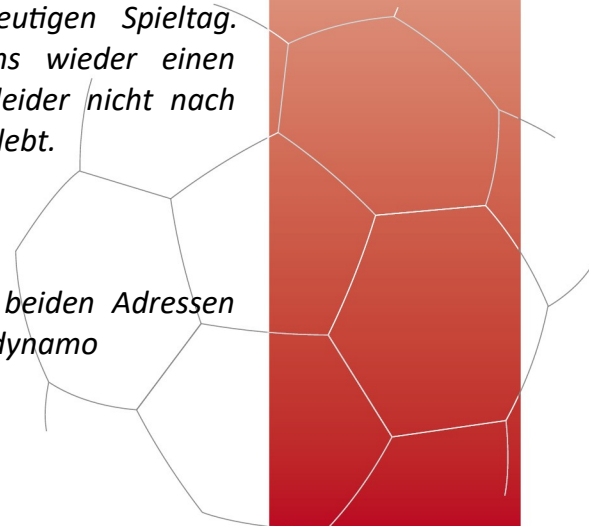 eutigen Spieltag.
ns wieder einen
leider nicht nach
lebt.
beiden Adressen
dynamo